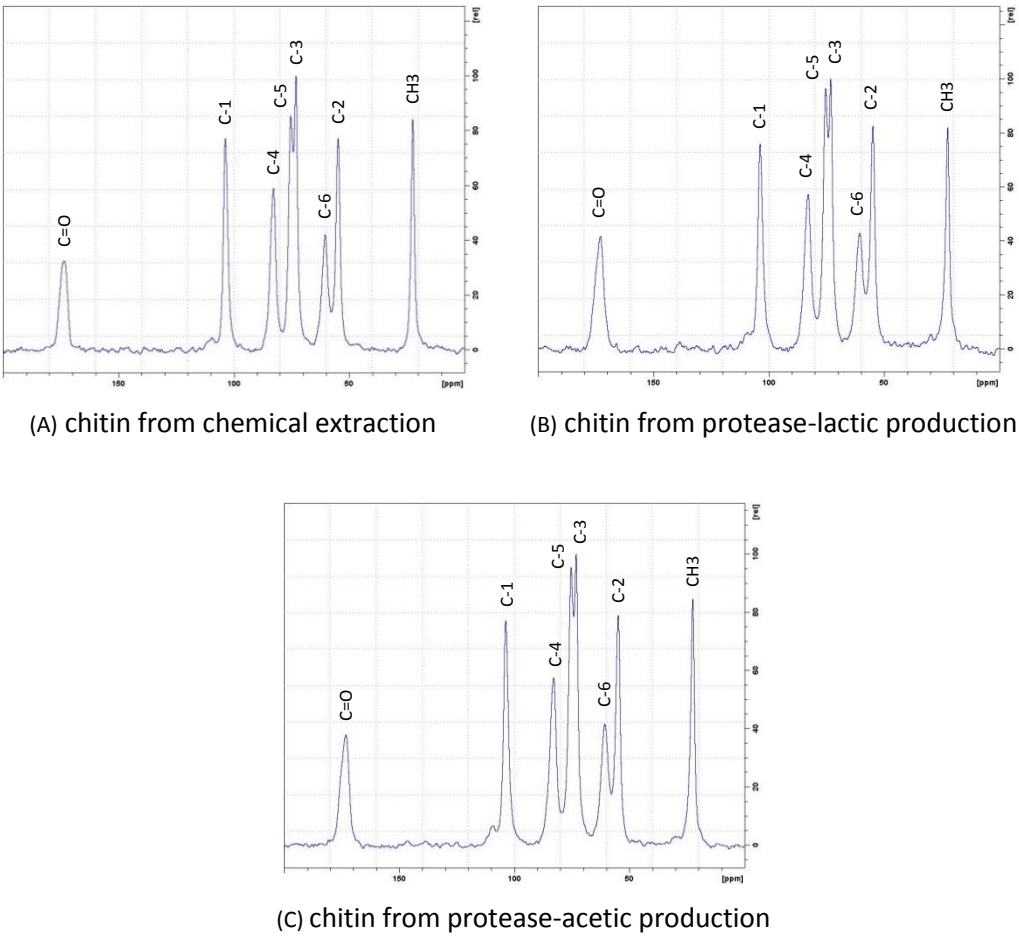 [rel]
C-3
C-5
C-1
C-4
C-6
C-2
CH3
C=O
100
80
60
40
20
0
150
100
50
[ppm]
(A) chitin from chemical extraction
[rel]
C-3
C-5
C-1
C-4
C-6
C-2
CH3
C=O
100
80
60
40
20
0
150
100
50
[ppm]
(B) chitin from protease-lactic production
[rel]
C-3
C-5
C-1
C-4
C-6
C-2
CH3
C=O
100
80
60
40
20
0
150
100
50
[ppm]
(C) chitin from protease-acetic production